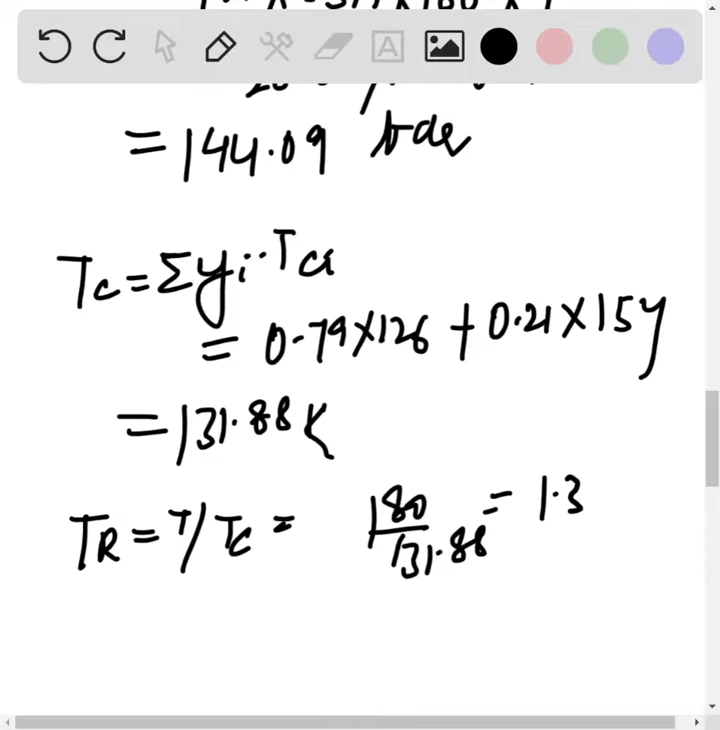 = 144.09 bar
Tc = Σyi·Tci
= 0.79×126 + 0.21×154
= 131.88 K
TR = T/Tc = 180/131.88 = 1.3